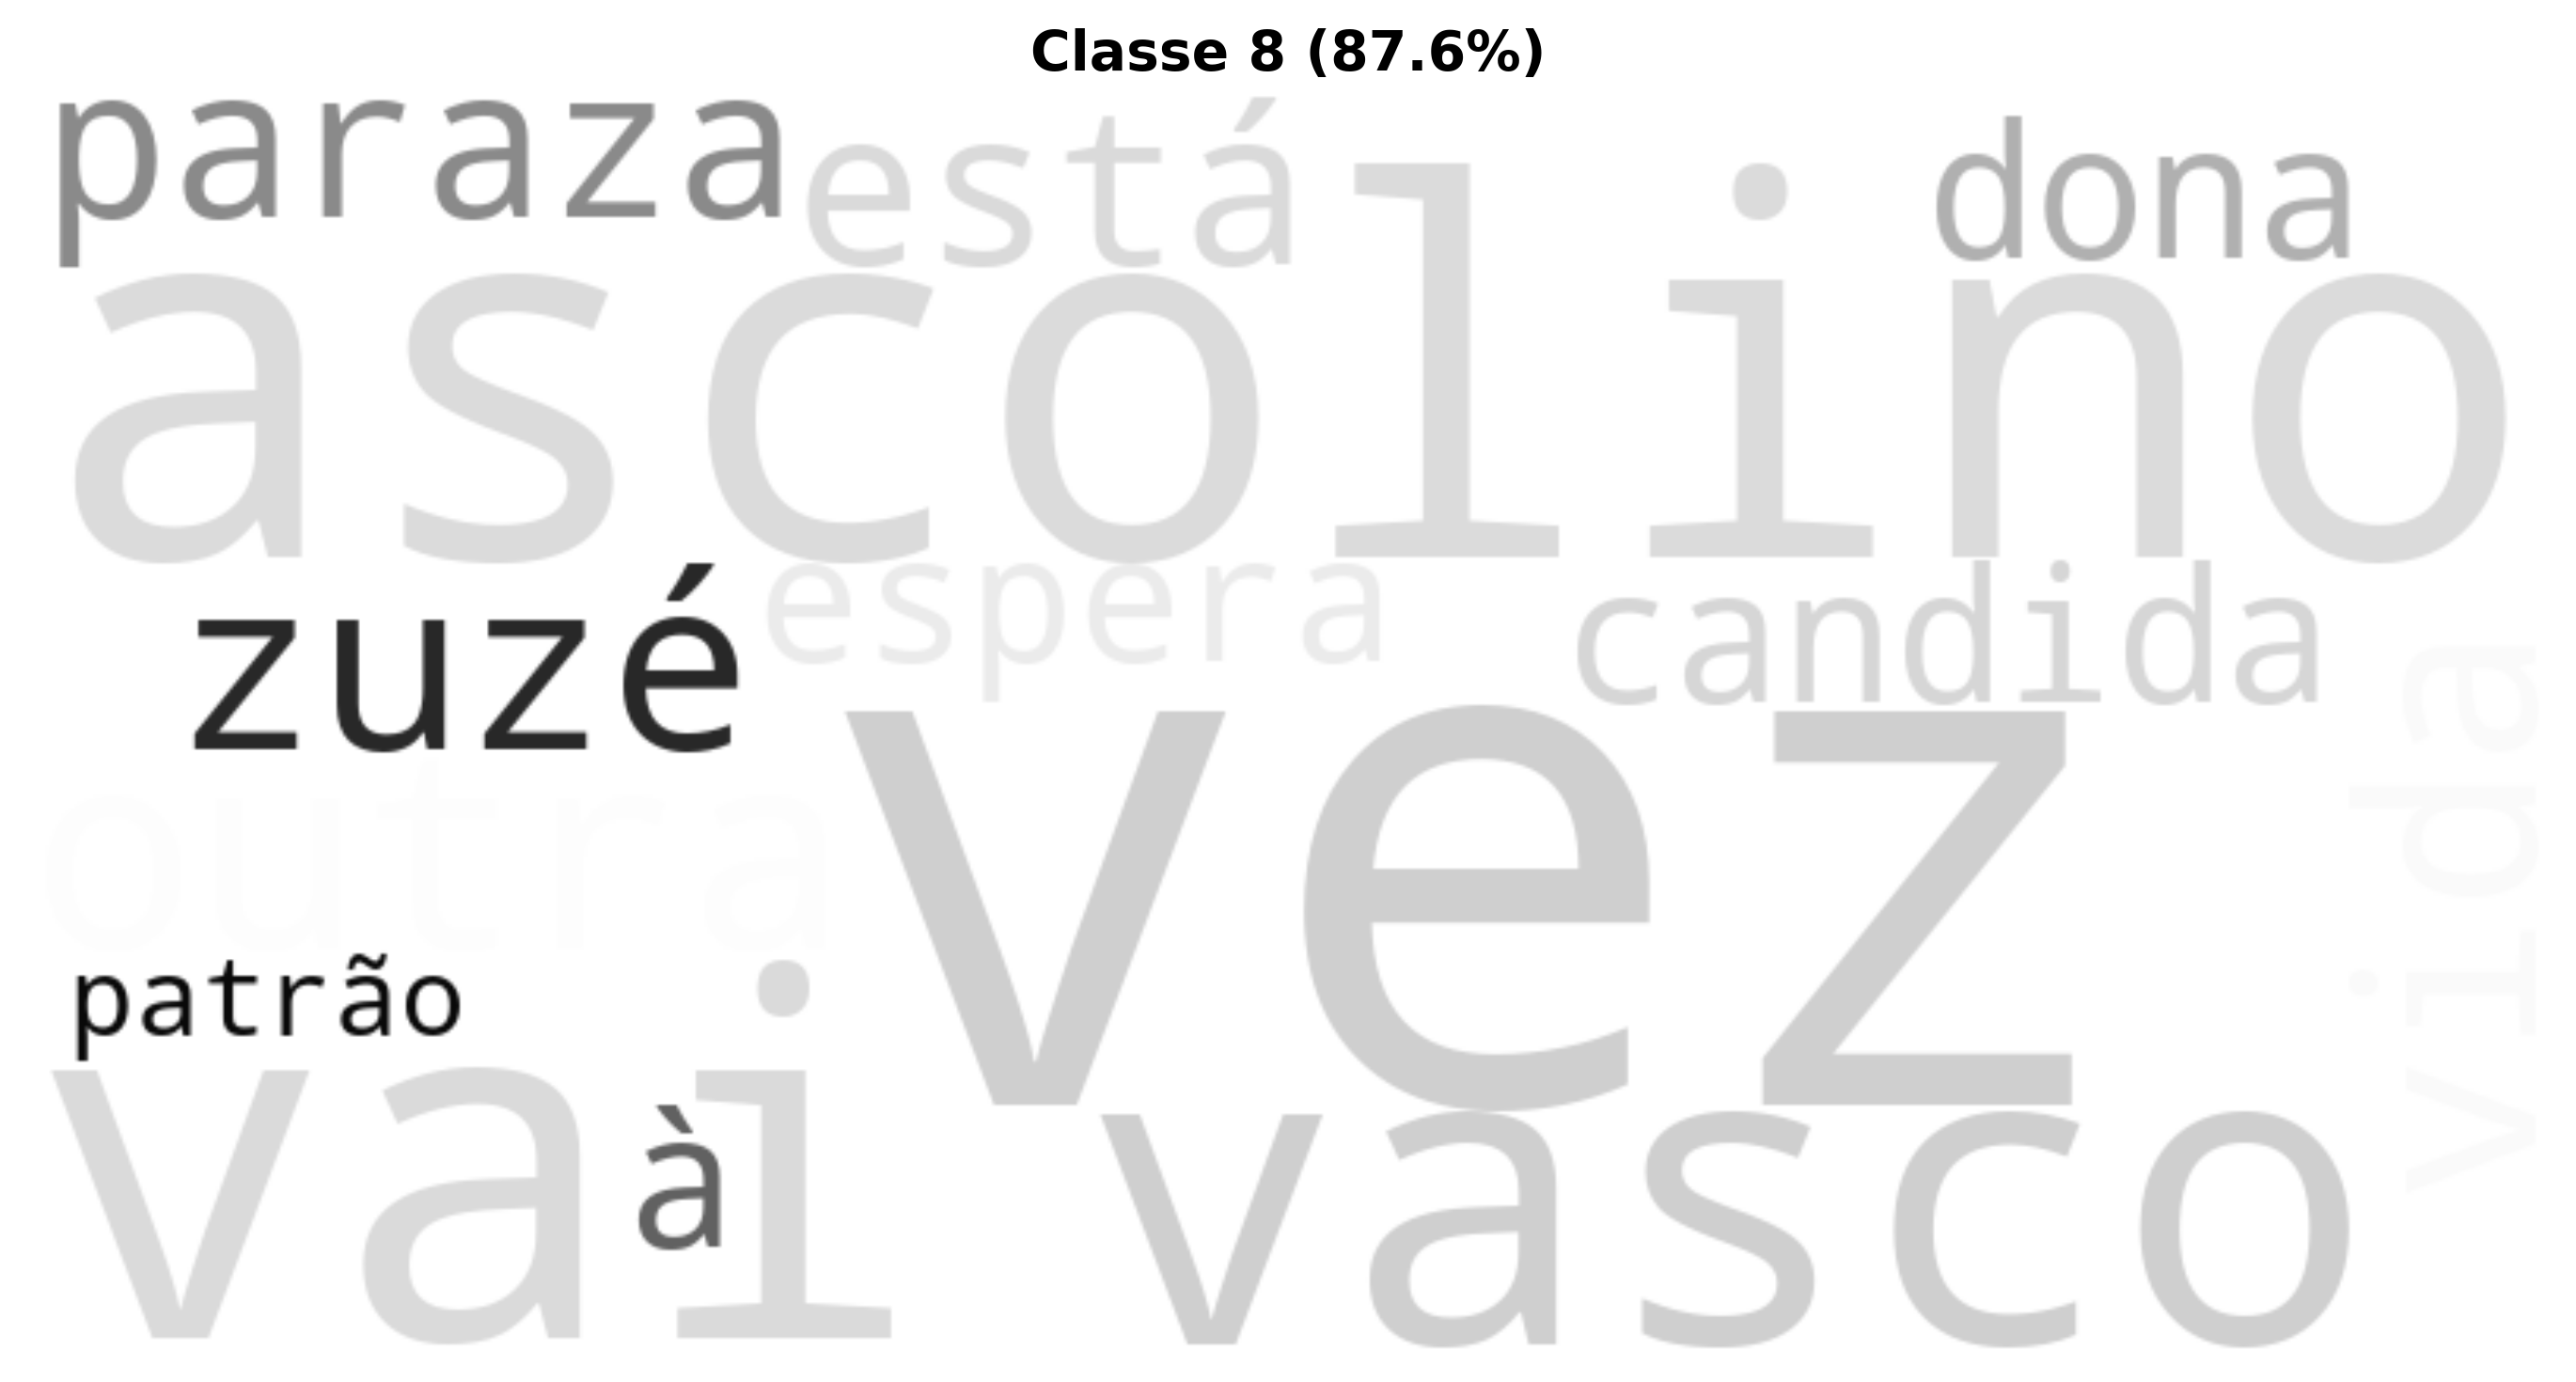 Classe 8 (87.6%)
paraza
está
dona
ascolino
zuzé
espera
candida
vida
outra
vez
patrão
vai
à
vasco